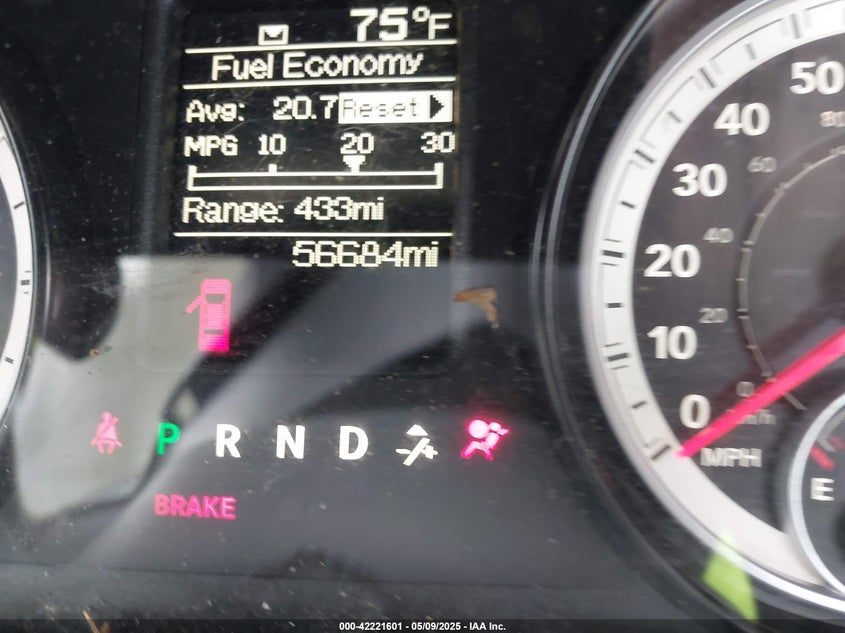 75°F
Fuel Economy
Avg: 20.7 Reset
MPG 10 20 30
Range: 433mi
56684mi
P R N D
BRAKE
50
40
30
20
10
0
MPH
80
60
40
20
0
km/h
E
000-42221601 - 05/09/2025 - IAA Inc.